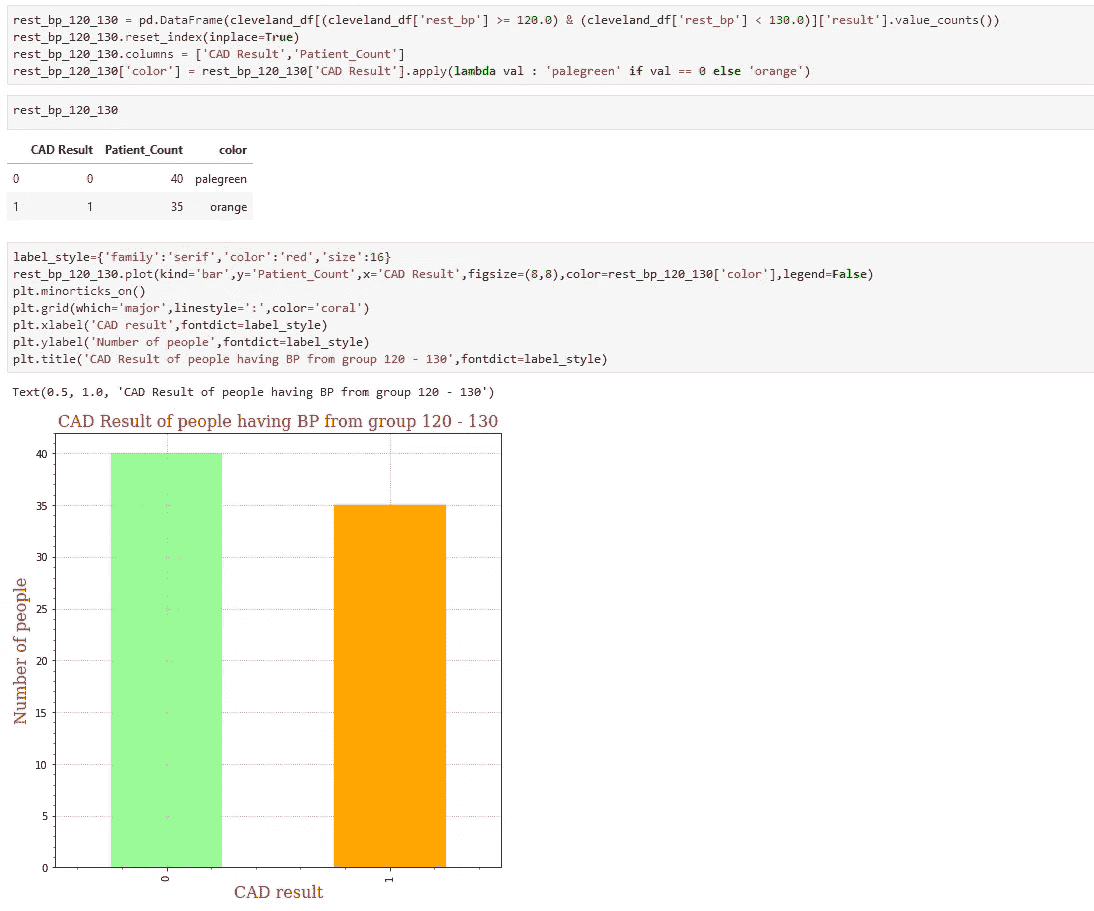 rest_bp_120_130 = pd.DataFrame(cleveland_df[(cleveland_df['rest_bp'] >= 120.0) & (cleveland_df['rest_bp'] < 130.0)]['result'].value_counts())
rest_bp_120_130.reset_index(inplace=True)
rest_bp_120_130.columns = ['CAD Result','Patient_Count']
rest_bp_120_130['color'] = rest_bp_120_130['CAD Result'].apply(lambda val : 'palegreen' if val == 0 else 'orange')
rest_bp_120_130
CAD Result Patient_Count color
0 0 40 palegreen
1 1 35 orange
label_style={'family':'serif','color':'red','size':16}
rest_bp_120_130.plot(kind='bar',y='Patient_Count',x='CAD Result',figsize=(8,8),color=rest_bp_120_130['color'],legend=False)
plt.minorticks_on()
plt.grid(which='major',linestyle=':',color='coral')
plt.xlabel('CAD result',fontdict=label_style)
plt.ylabel('Number of people',fontdict=label_style)
plt.title('CAD Result of people having BP from group 120 - 130',fontdict=label_style)
Text(0.5, 1.0, 'CAD Result of people having BP from group 120 - 130')
CAD Result of people having BP from group 120 - 130
40
35
30
25
20
15
10
5
0
Number of people
0 1
CAD result